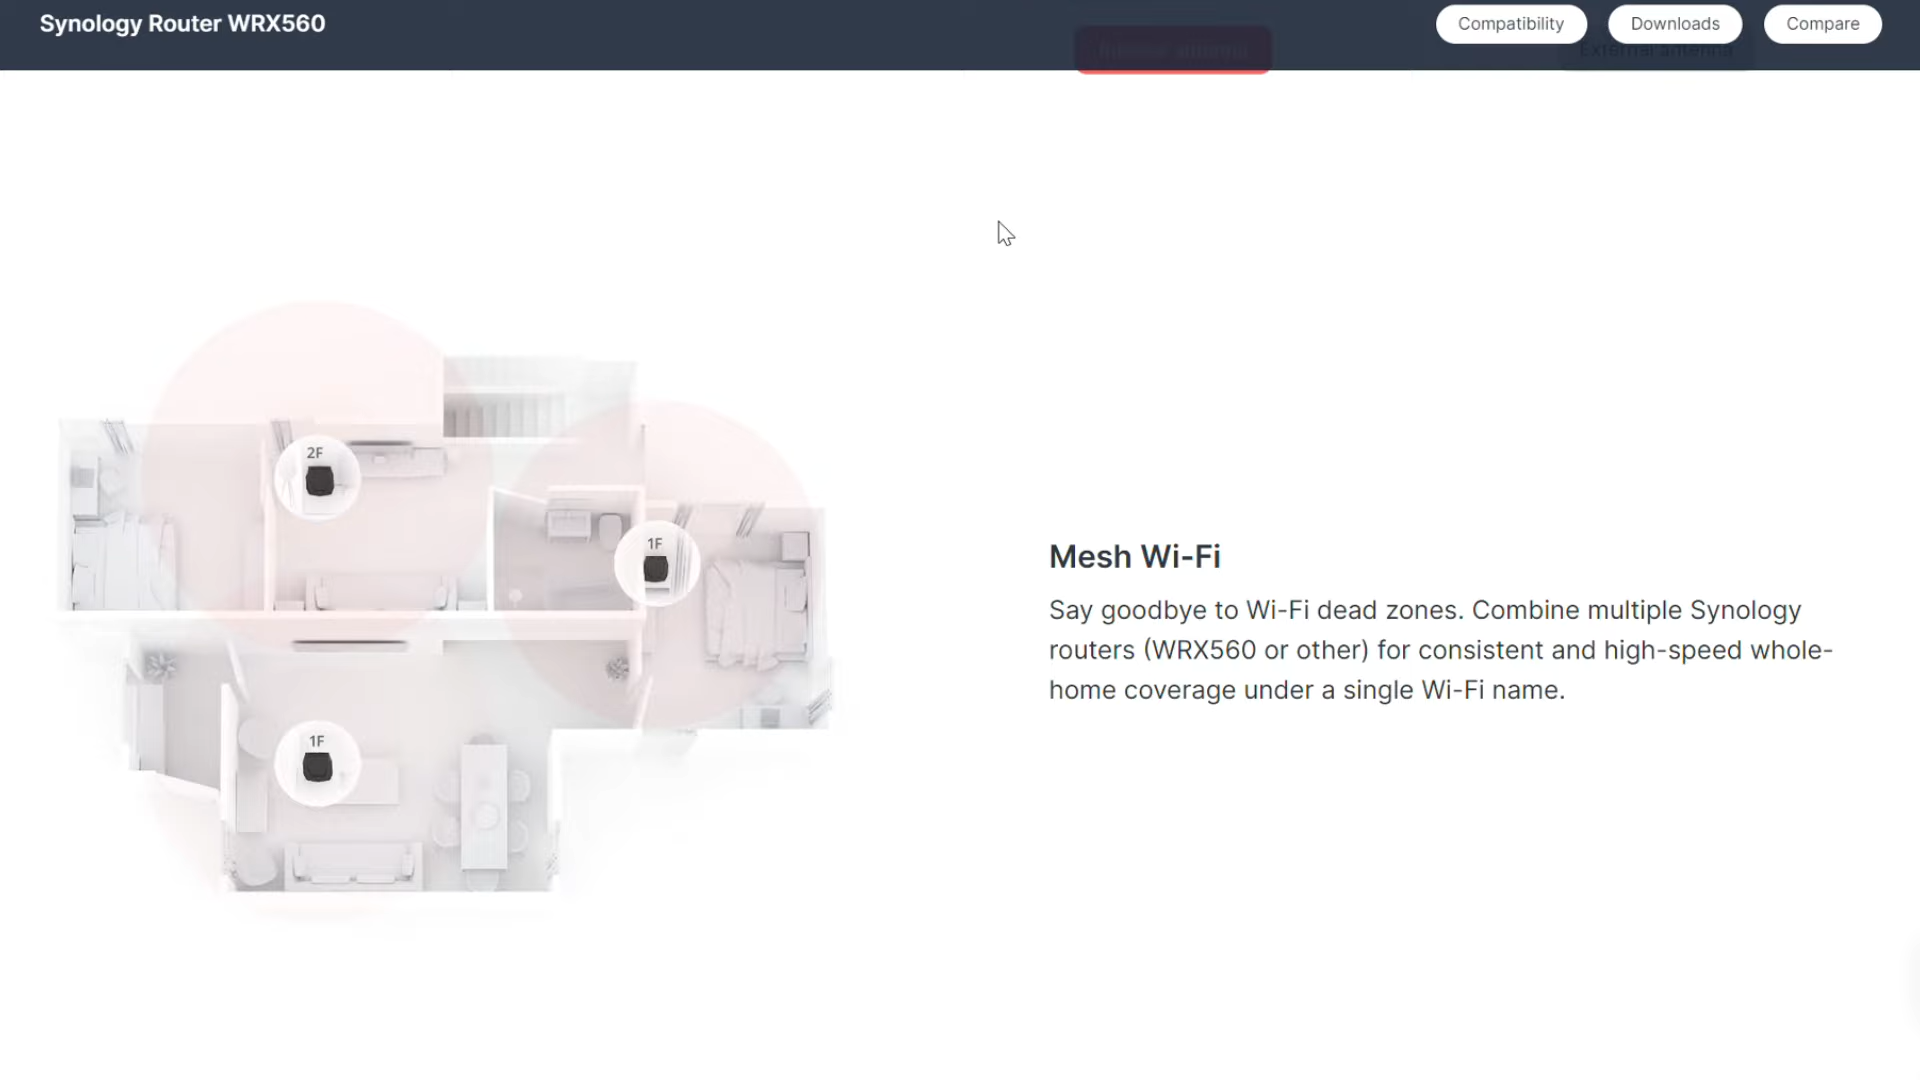 Synology Router WRX560
Compatibility
Downloads
Compare
External antenna
2F
1F
1F
Mesh Wi-Fi
Say goodbye to Wi-Fi dead zones. Combine multiple Synology
routers (WRX560 or other) for consistent and high-speed whole-
home coverage under a single Wi-Fi name.